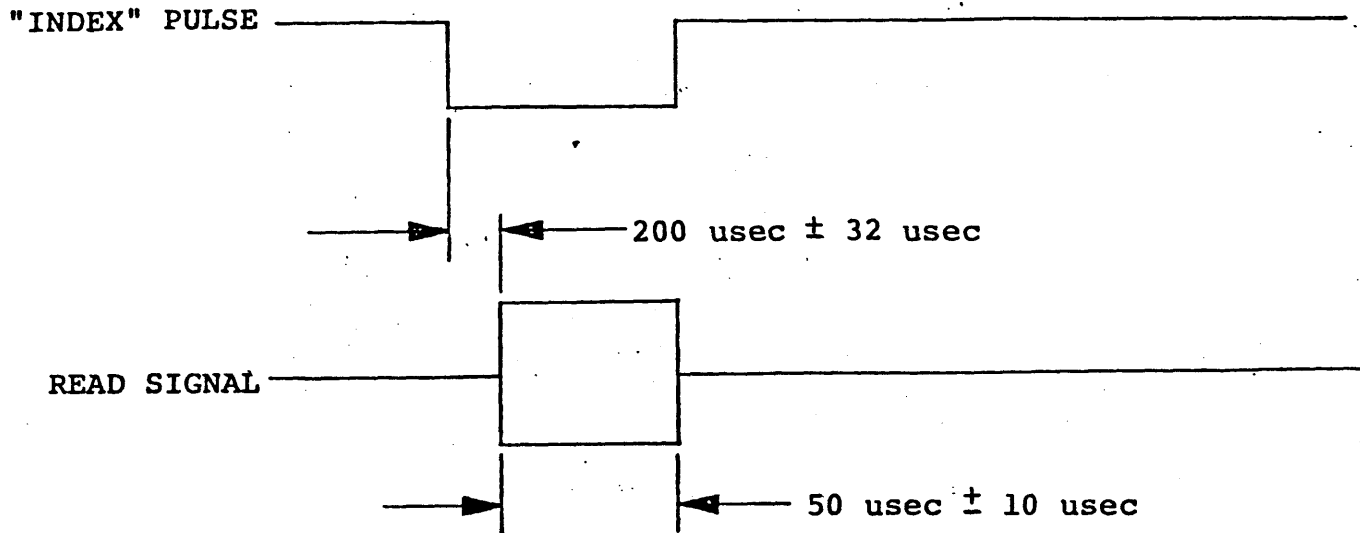 "INDEX" PULSE
200 usec ± 32 usec
READ SIGNAL
50 usec ± 10 usec